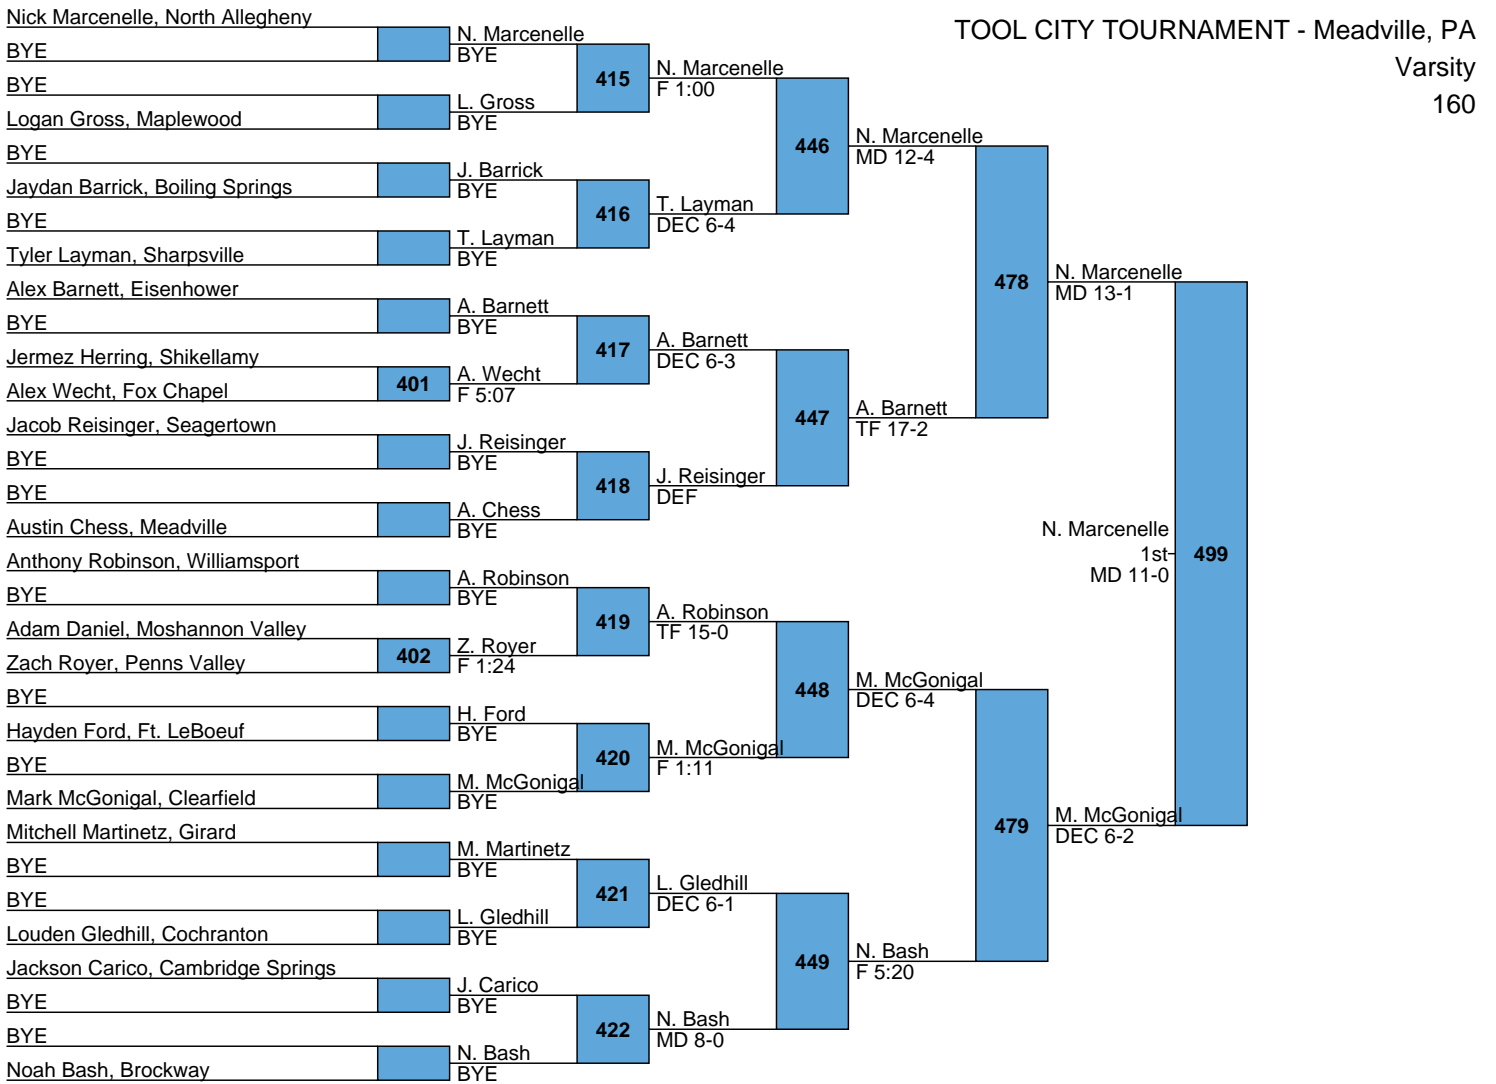 TOOL CITY TOURNAMENT - Meadville, PA
Varsity
160
Nick Marcenelle, North Allegheny
BYE
BYE
Logan Gross, Maplewood
BYE
Jaydan Barrick, Boiling Springs
BYE
Tyler Layman, Sharpsville
Alex Barnett, Eisenhower
BYE
Jermez Herring, Shikellamy
Alex Wecht, Fox Chapel
Jacob Reisinger, Seagertown
BYE
BYE
Austin Chess, Meadville
Anthony Robinson, Williamsport
BYE
Adam Daniel, Moshannon Valley
Zach Royer, Penns Valley
BYE
Hayden Ford, Ft. LeBoeuf
BYE
Mark McGonigal, Clearfield
Mitchell Martinetz, Girard
BYE
BYE
Louden Gledhill, Cochranton
Jackson Carico, Cambridge Springs
BYE
BYE
Noah Bash, Brockway
401
402
N. Marcenelle
BYE
L. Gross
BYE
J. Barrick
BYE
T. Layman
BYE
A. Barnett
BYE
A. Wecht
F 5:07
J. Reisinger
BYE
A. Chess
BYE
A. Robinson
BYE
Z. Royer
F 1:24
H. Ford
BYE
M. McGonigal
BYE
M. Martinetz
BYE
L. Gledhill
BYE
J. Carico
BYE
N. Bash
BYE
415
416
417
418
419
420
421
422
N. Marcenelle
F 1:00
T. Layman
DEC 6-4
A. Barnett
DEC 6-3
J. Reisinger
DEF
A. Robinson
TF 15-0
M. McGonigal
F 1:11
L. Gledhill
DEC 6-1
N. Bash
MD 8-0
446
447
448
449
N. Marcenelle
MD 12-4
A. Barnett
TF 17-2
M. McGonigal
DEC 6-4
N. Bash
F 5:20
478
479
N. Marcenelle
MD 13-1
M. McGonigal
DEC 6-2
499
N. Marcenelle
1st
MD 11-0